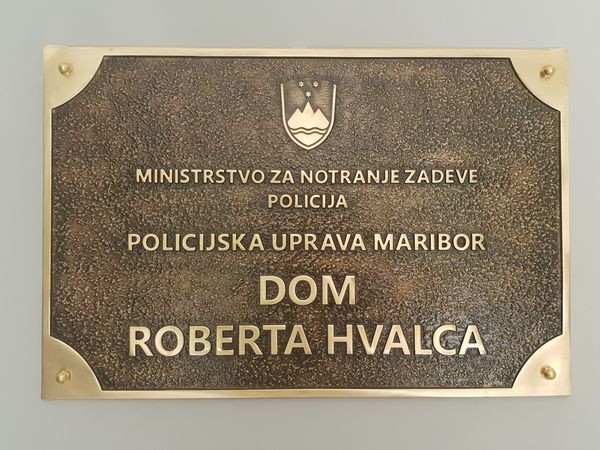 MINISTRSTVO ZA NOTRANJE ZADEVE
POLICIJA
POLICIJSKA UPRAVA MARIBOR
DOM
ROBERTA HVALCA